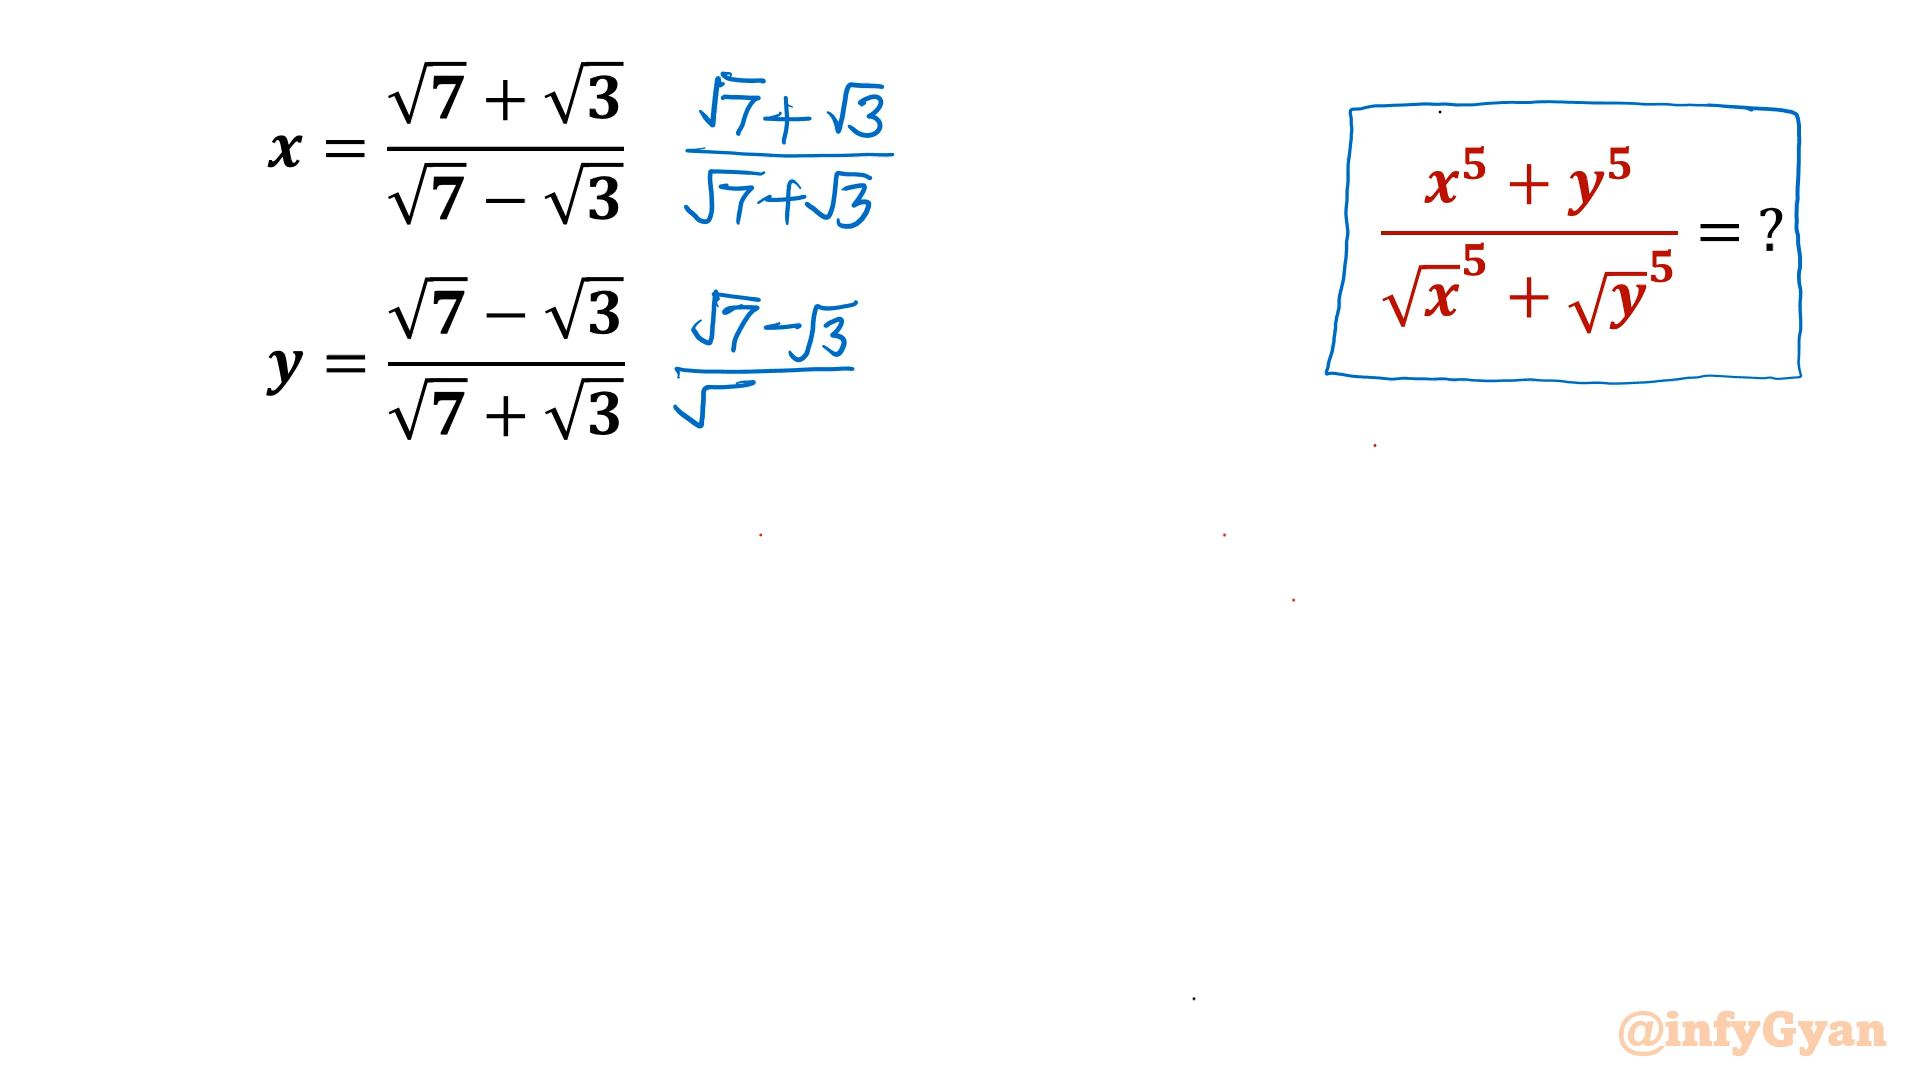 x = (√7 + √3)/(√7 − √3) (√7 + √3)/(√7 + √3)
y = (√7 − √3)/(√7 + √3) (√7 − √3)/√
(x⁵ + y⁵)/(√x⁵ + √y⁵) = ?
@infyGyan